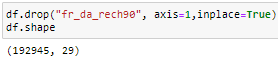 df.drop("fr_da_rech90", axis=1,inplace=True)
df.shape
(192945, 29)